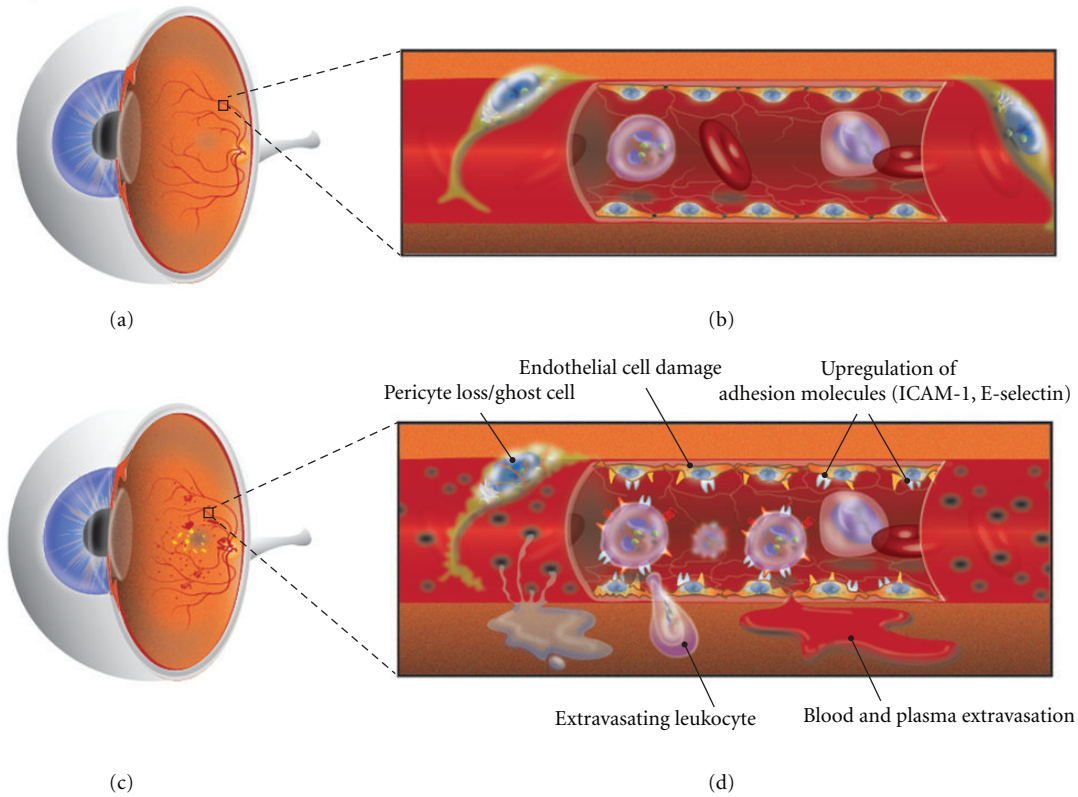 (a)
(b)
Endothelial cell damage
Upregulation of
Pericyte loss/ghost cell
adhesion molecules (ICAM-1, E-selectin)
Extravasating leukocyte
Blood and plasma extravasation
(c)
(d)